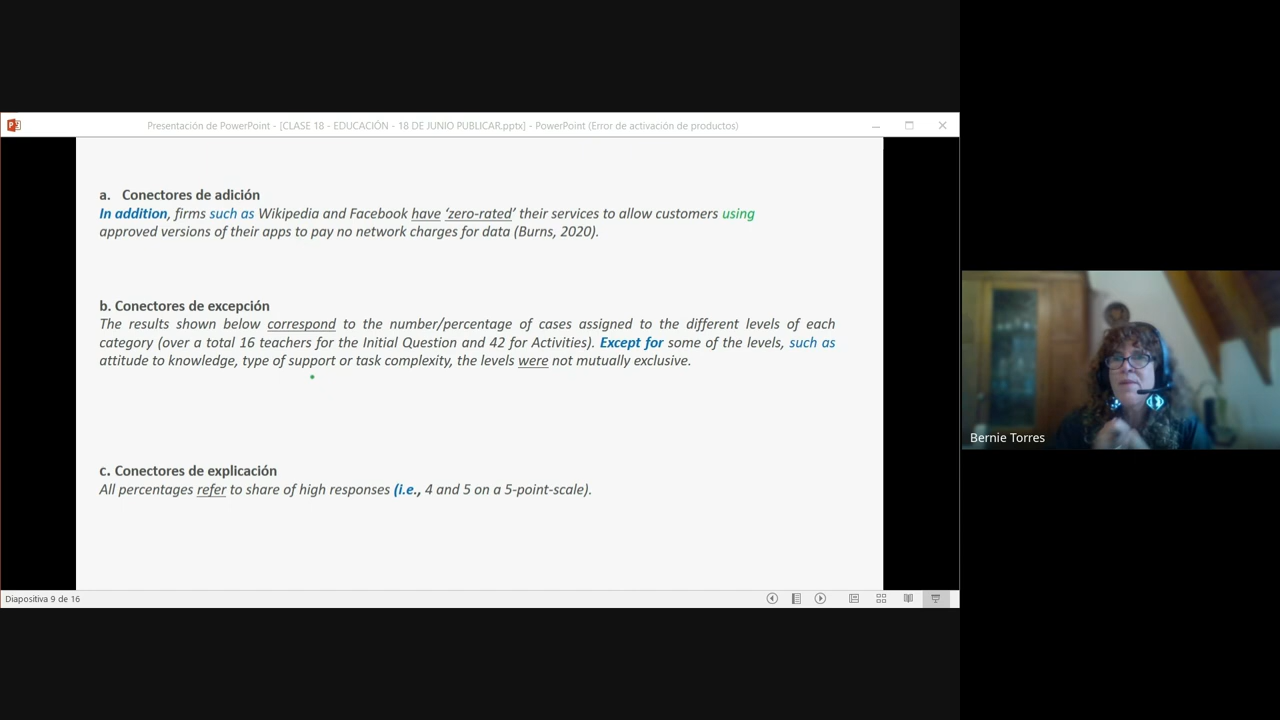 Presentación de PowerPoint - [CLASE 18 - EDUCACIÓN - 18 DE JUNIO PUBLICAR.pptx] - PowerPoint (Error de activación de productos)
a. Conectores de adición
In addition, firms such as Wikipedia and Facebook have ‘zero-rated’ their services to allow customers using
approved versions of their apps to pay no network charges for data (Burns, 2020).
b. Conectores de excepción
The results shown below correspond to the number/percentage of cases assigned to the different levels of each
category (over a total 16 teachers for the Initial Question and 42 for Activities). Except for some of the levels, such as
attitude to knowledge, type of support or task complexity, the levels were not mutually exclusive.
c. Conectores de explicación
All percentages refer to share of high responses (i.e., 4 and 5 on a 5-point-scale).
Bernie Torres
Diapositiva 9 de 16